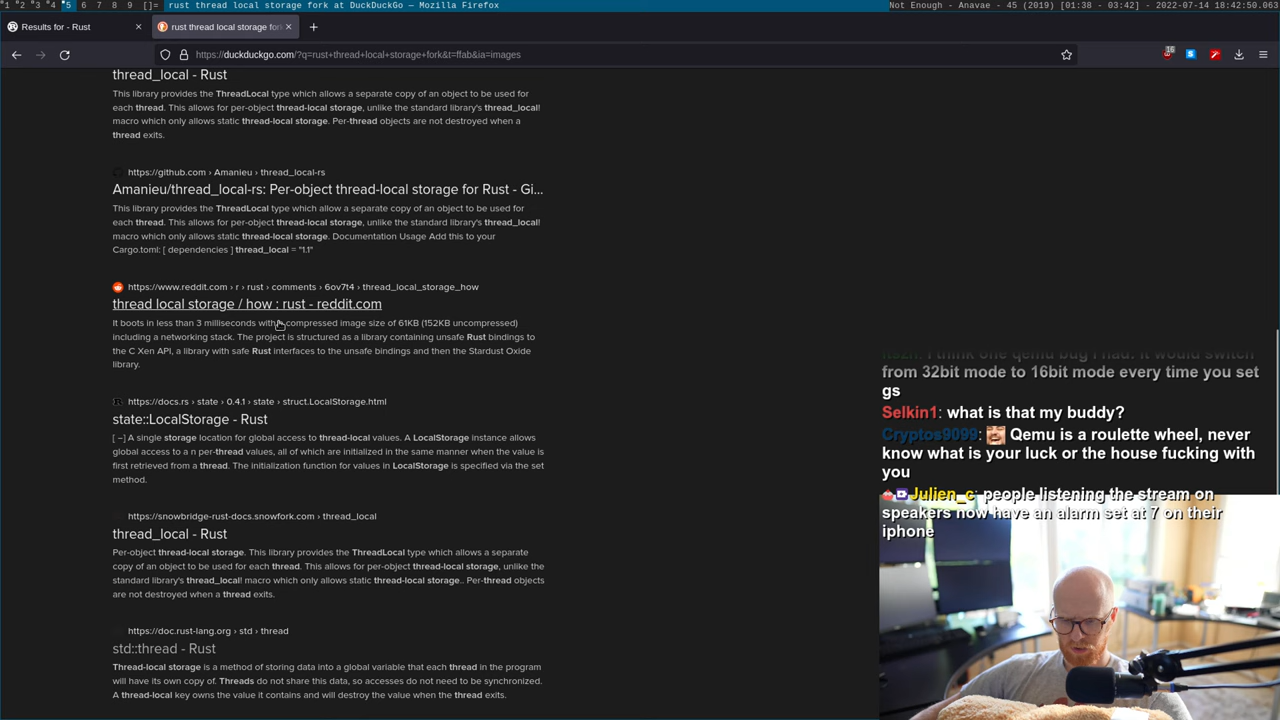 1 2 3 4 5 6 7 8 9 []= rust thread local storage fork at DuckDuckGo — Mozilla Firefox Not Enough - Anavae - 45 (2019) [01:38 - 03:42] - 2022-07-14 18:42:50.063
Results for - Rust × rust thread local storage for × +
https://duckduckgo.com/?q=rust+thread+local+storage+fork&t=ffab&ia=images
16
thread_local - Rust
This library provides the ThreadLocal type which allows a separate copy of an object to be used for
each thread. This allows for per-object thread-local storage, unlike the standard library's thread_local!
macro which only allows static thread-local storage. Per-thread objects are not destroyed when a
thread exits.
https://github.com › Amanieu › thread_local-rs
Amanieu/thread_local-rs: Per-object thread-local storage for Rust - Gi...
This library provides the ThreadLocal type which allow a separate copy of an object to be used for
each thread. This allows for per-object thread-local storage, unlike the standard library's thread_local!
macro which only allows static thread-local storage. Documentation Usage Add this to your
Cargo.toml: [ dependencies ] thread_local = "1.1"
https://www.reddit.com › r › rust › comments › 6ov7t4 › thread_local_storage_how
thread local storage / how : rust - reddit.com
It boots in less than 3 milliseconds with compressed image size of 61KB (152KB uncompressed)
including a networking stack. The project is structured as a library containing unsafe Rust bindings to
the C Xen API, a library with safe Rust interfaces to the unsafe bindings and then the Stardust Oxide
library.
https://docs.rs › state › 0.4.1 › state › struct.LocalStorage.html
state::LocalStorage - Rust
[ −] A single storage location for global access to thread-local values. A LocalStorage instance allows
global access to a n per-thread values, all of which are initialized in the same manner when the value is
first retrieved from a thread. The initialization function for values in LocalStorage is specified via the set
method.
https://snowbridge-rust-docs.snowfork.com › thread_local
thread_local - Rust
Per-object thread-local storage. This library provides the ThreadLocal type which allows a separate
copy of an object to be used for each thread. This allows for per-object thread-local storage, unlike the
standard library's thread_local! macro which only allows static thread-local storage.. Per-thread objects
are not destroyed when a thread exits.
https://doc.rust-lang.org › std › thread
std::thread - Rust
Thread-local storage is a method of storing data into a global variable that each thread in the program
will have its own copy of. Threads do not share this data, so accesses do not need to be synchronized.
A thread-local key owns the value it contains and will destroy the value when the thread exits.
I think one qemu bug I had: it would switch
from 32bit mode to 16bit mode every time you set
gs
Selkin1: what is that my buddy?
Cryptos9099: Qemu is a roulette wheel, never
know what is your luck or the house fucking with
you
Julien_c: people listening the stream on
speakers now have an alarm set at 7 on their
iphone